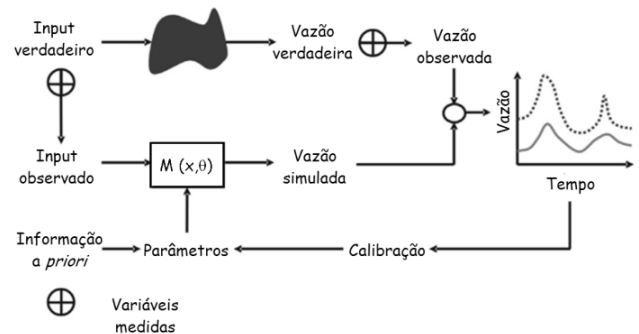 Input
verdadeiro
Vazão
verdadeira
Vazão
observada
Input
observado
M (x,θ)
Vazão
simulada
Vazão
Tempo
Informação
a priori
Parâmetros
Calibração
Variáveis
medidas